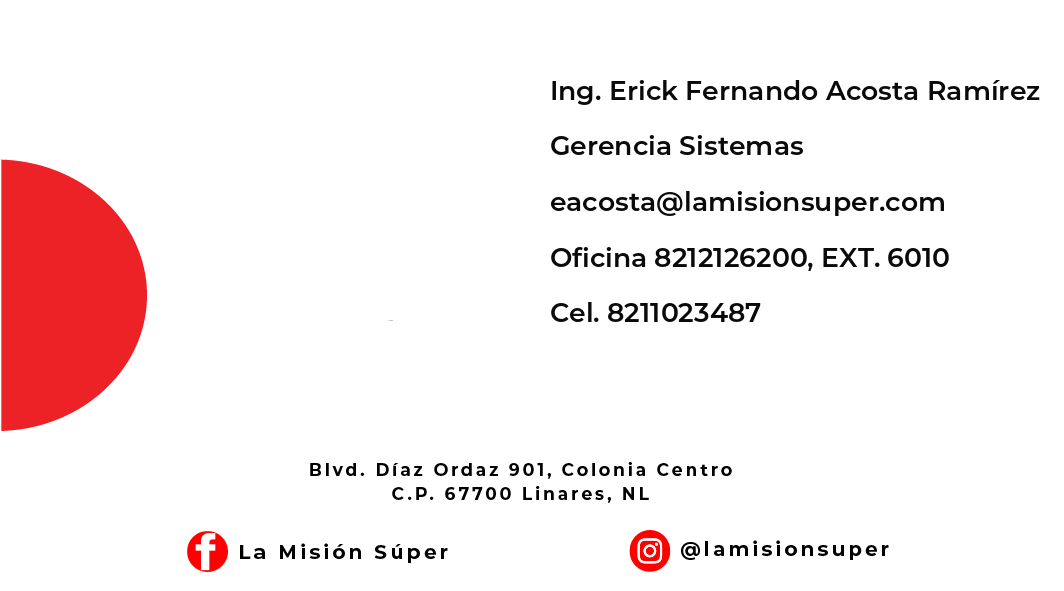 Ing. Erick Fernando Acosta Ramírez
Gerencia Sistemas
eacosta@lamisionsuper.com
Oficina 8212126200, EXT. 6010
Cel. 8211023487
Blvd. Díaz Ordaz 901, Colonia Centro
C.P. 67700 Linares, NL
La Misión Súper
@lamisionsuper